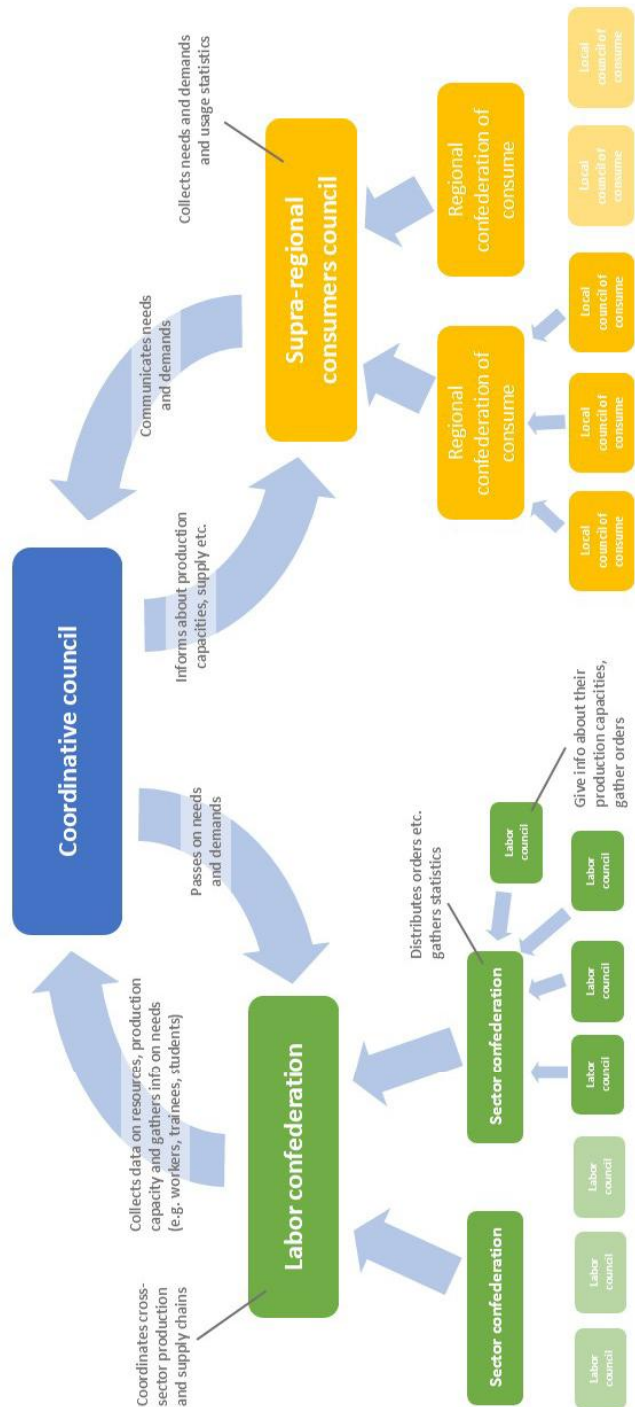 Coordinative council
Collects data on resources, production
capacity and gathers info on needs
(e.g. workers, trainees, students)
Passes on needs
and demands
Informs about production
capacities, supply etc.
Communicates needs
and demands
Coordinates cross-
sector production
and supply chains
Labor confederation
Supra-regional
consumers council
Collects needs and demands
and usage statistics
Sector confederation
Sector confederation
Distributes orders etc.
gathers statistics
Labor
council
Give info about their
production capacities,
gather orders
Regional
confederation of
consume
Regional
confederation of
consume
Labor
council
Labor
council
Labor
council
Labor
council
Labor
council
Labor
council
Local
council of
consume
Local
council of
consume
Local
council of
consume
Local
council of
consume
Local
council of
consume